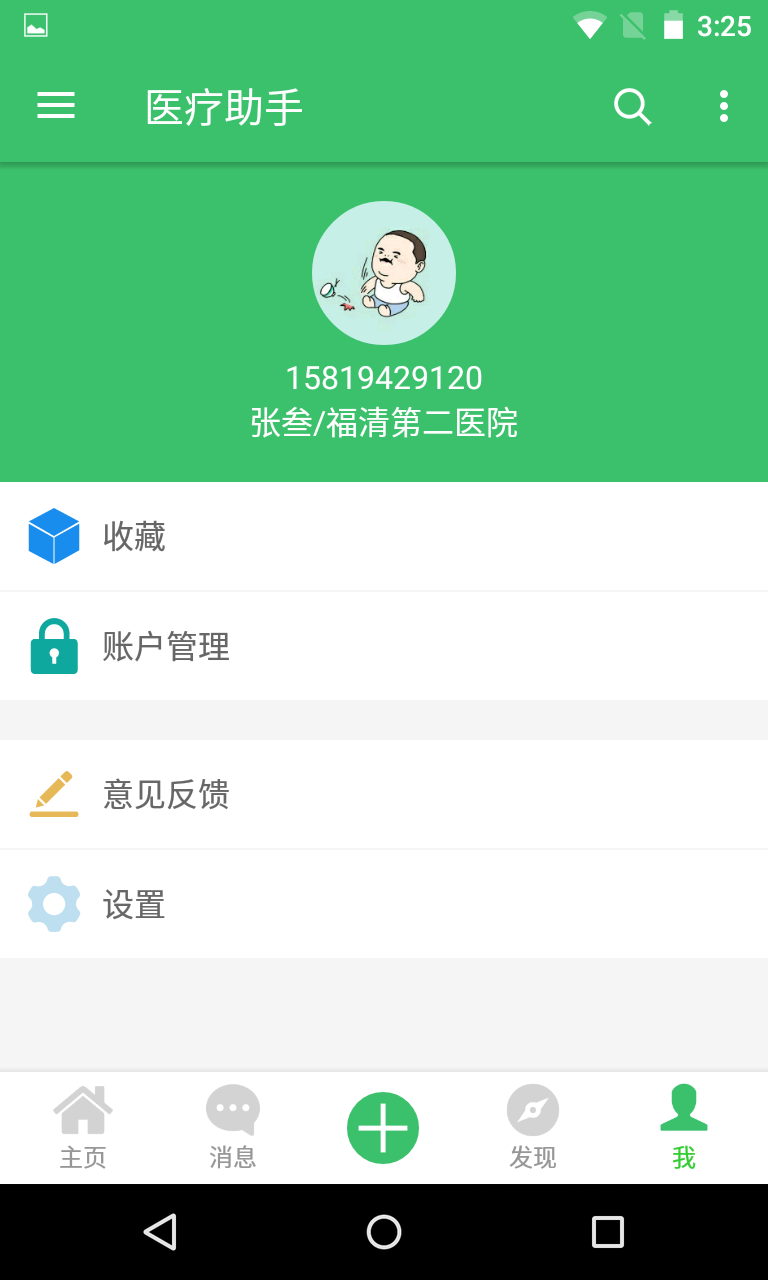 3:25
医疗助手
15819429120
张叁/福清第二医院
收藏
账户管理
意见反馈
设置
主页
消息
发现
我